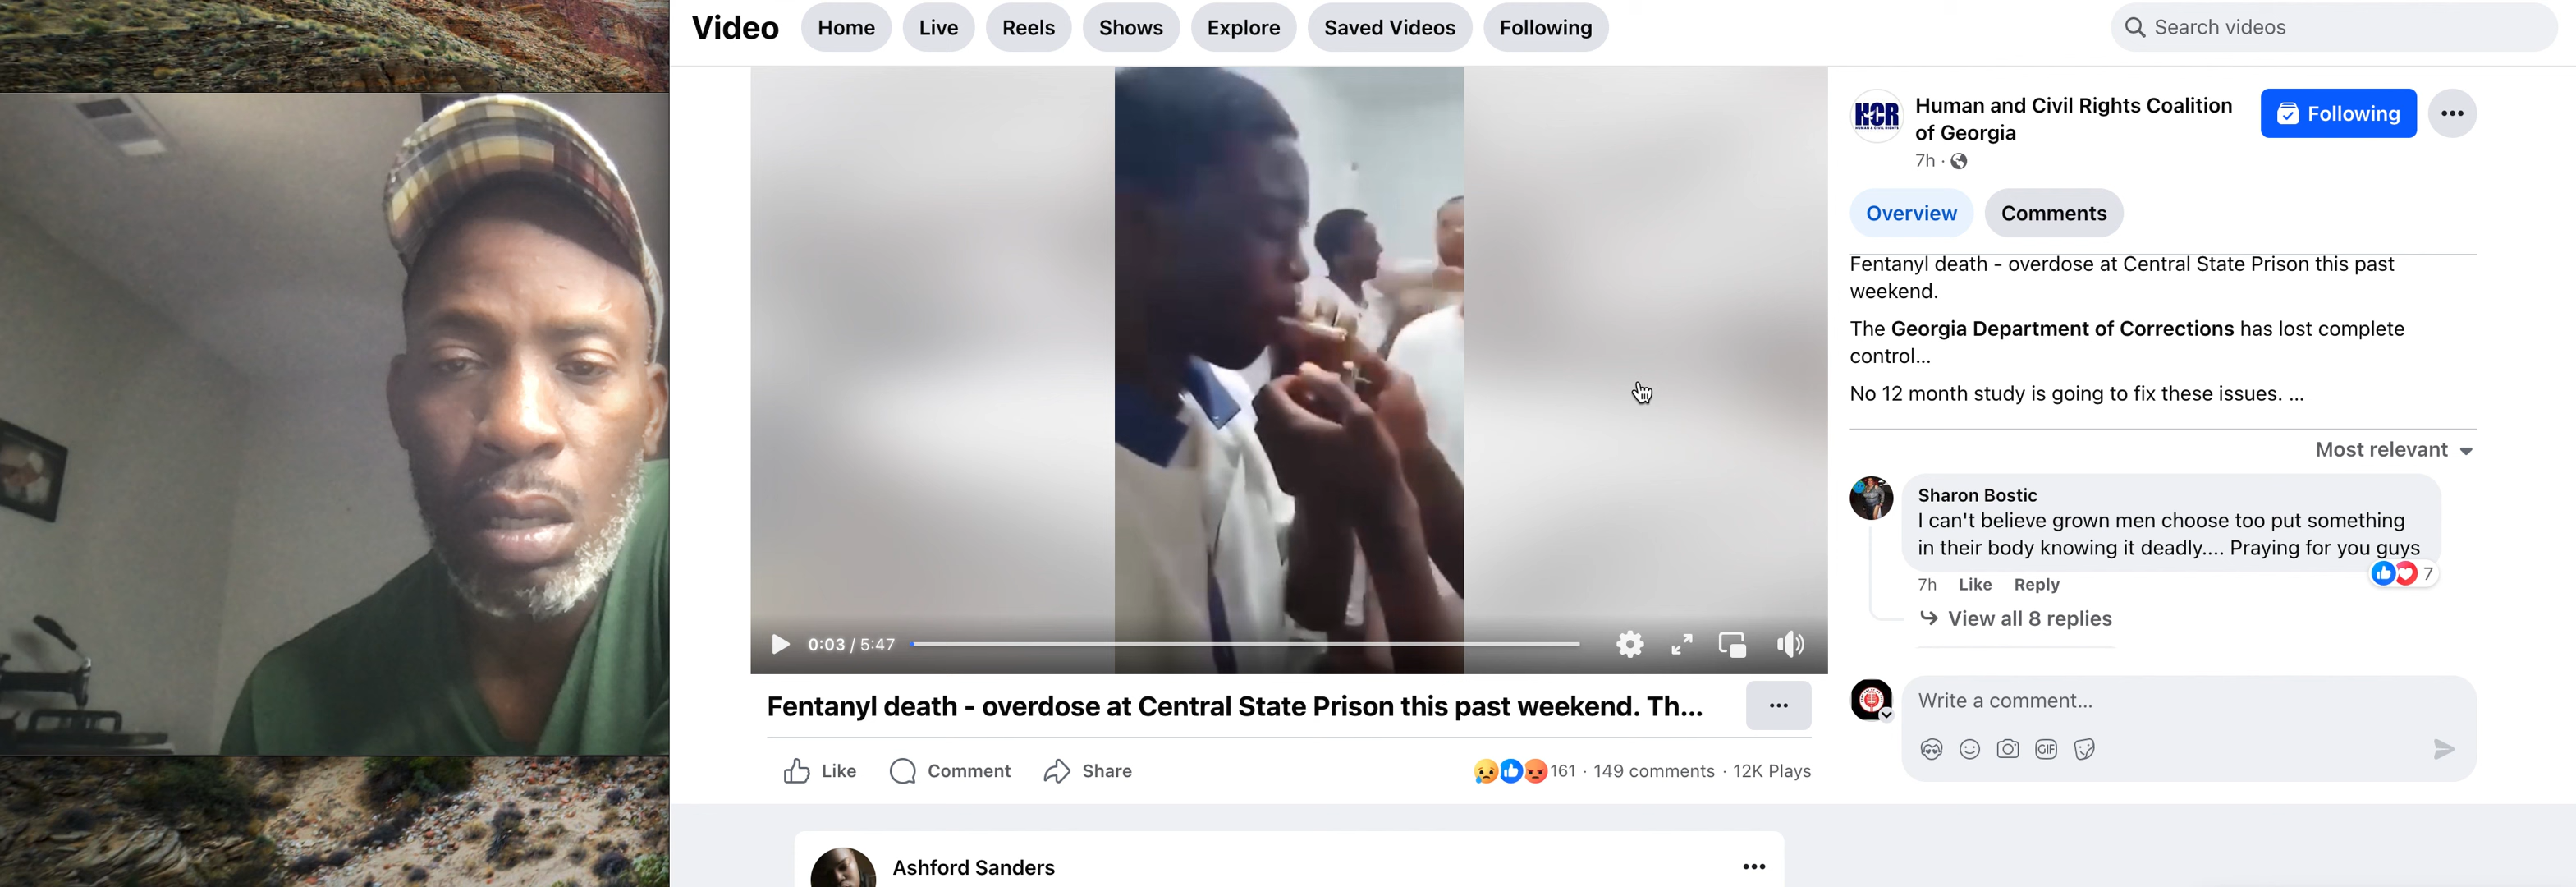 Video
Home
Live
Reels
Shows
Explore
Saved Videos
Following
Search videos
HCR
Human and Civil Rights Coalition
of Georgia
7h ·
Following
Overview
Comments
Fentanyl death - overdose at Central State Prison this past
weekend.
The Georgia Department of Corrections has lost complete
control...
No 12 month study is going to fix these issues. ...
Most relevant
Sharon Bostic
I can't believe grown men choose too put something
in their body knowing it deadly.... Praying for you guys
7
7h Like Reply
View all 8 replies
Write a comment...
GIF
0:03 / 5:47
Fentanyl death - overdose at Central State Prison this past weekend. Th...
Like
Comment
Share
161 · 149 comments · 12K Plays
Ashford Sanders